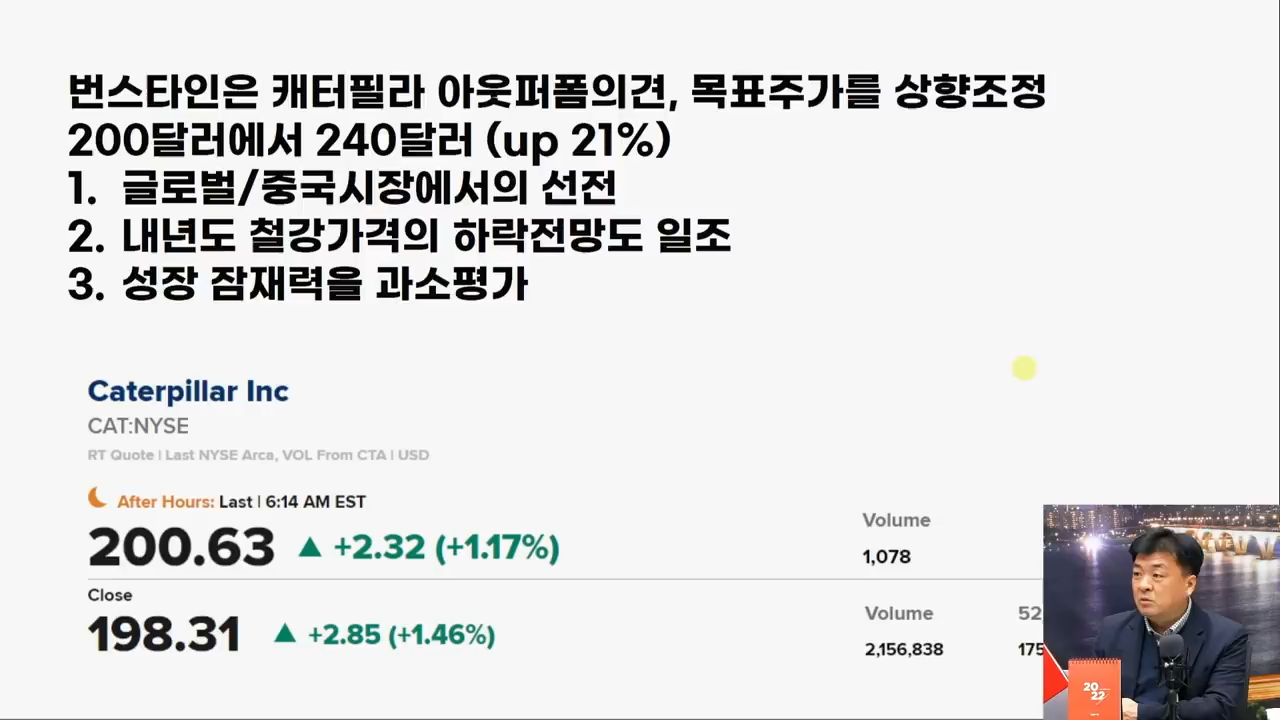 번스타인은 캐터필라 아웃퍼폼의견, 목표주가를 상향조정
200달러에서 240달러 (up 21%)
1. 글로벌/중국시장에서의 선전
2. 내년도 철강가격의 하락전망도 일조
3. 성장 잠재력을 과소평가
Caterpillar Inc
CAT:NYSE
RT Quote | Last NYSE Arca, VOL From CTA | USD
After Hours: Last | 6:14 AM EST
200.63 ▲ +2.32 (+1.17%)
Volume
1,078
Close
198.31 ▲ +2.85 (+1.46%)
Volume
2,156,838
52
175
20
22